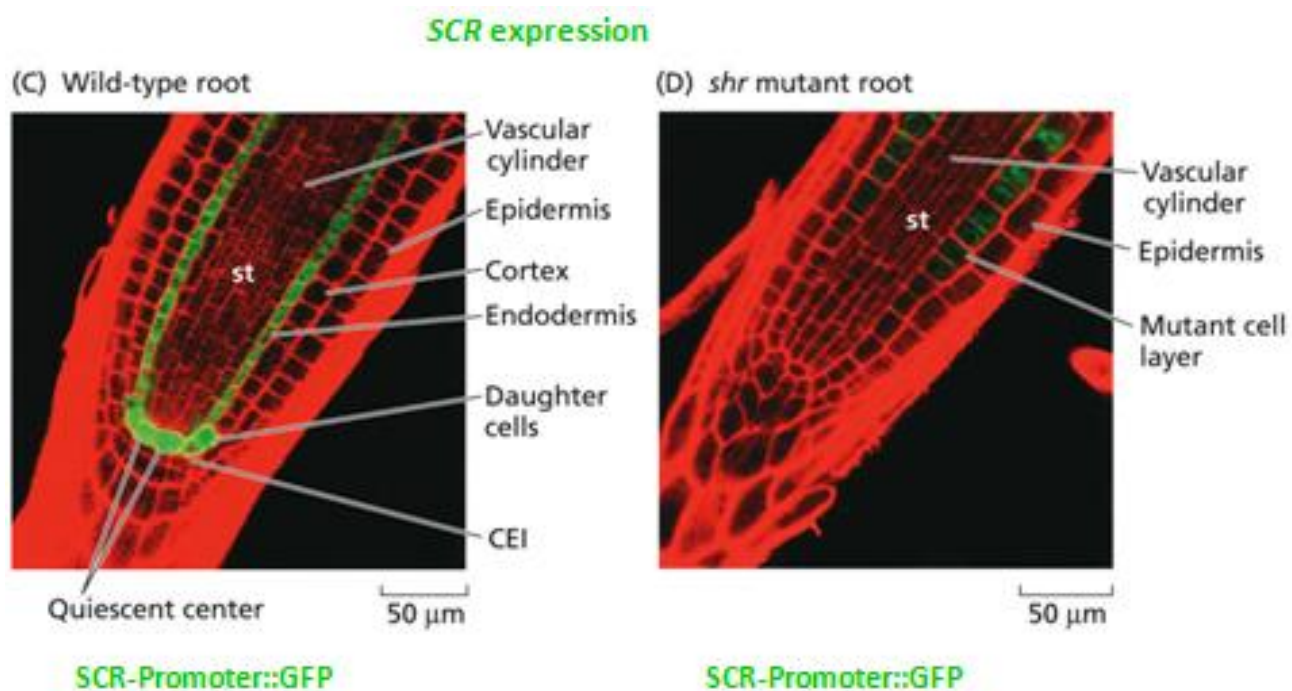 SCR expression
(C) Wild-type root
Vascular
cylinder
Epidermis
Cortex
Endodermis
Daughter
cells
CEI
Quiescent center
50 μm
st
SCR-Promoter::GFP
(D) shr mutant root
Vascular
cylinder
Epidermis
Mutant cell
layer
50 μm
st
SCR-Promoter::GFP